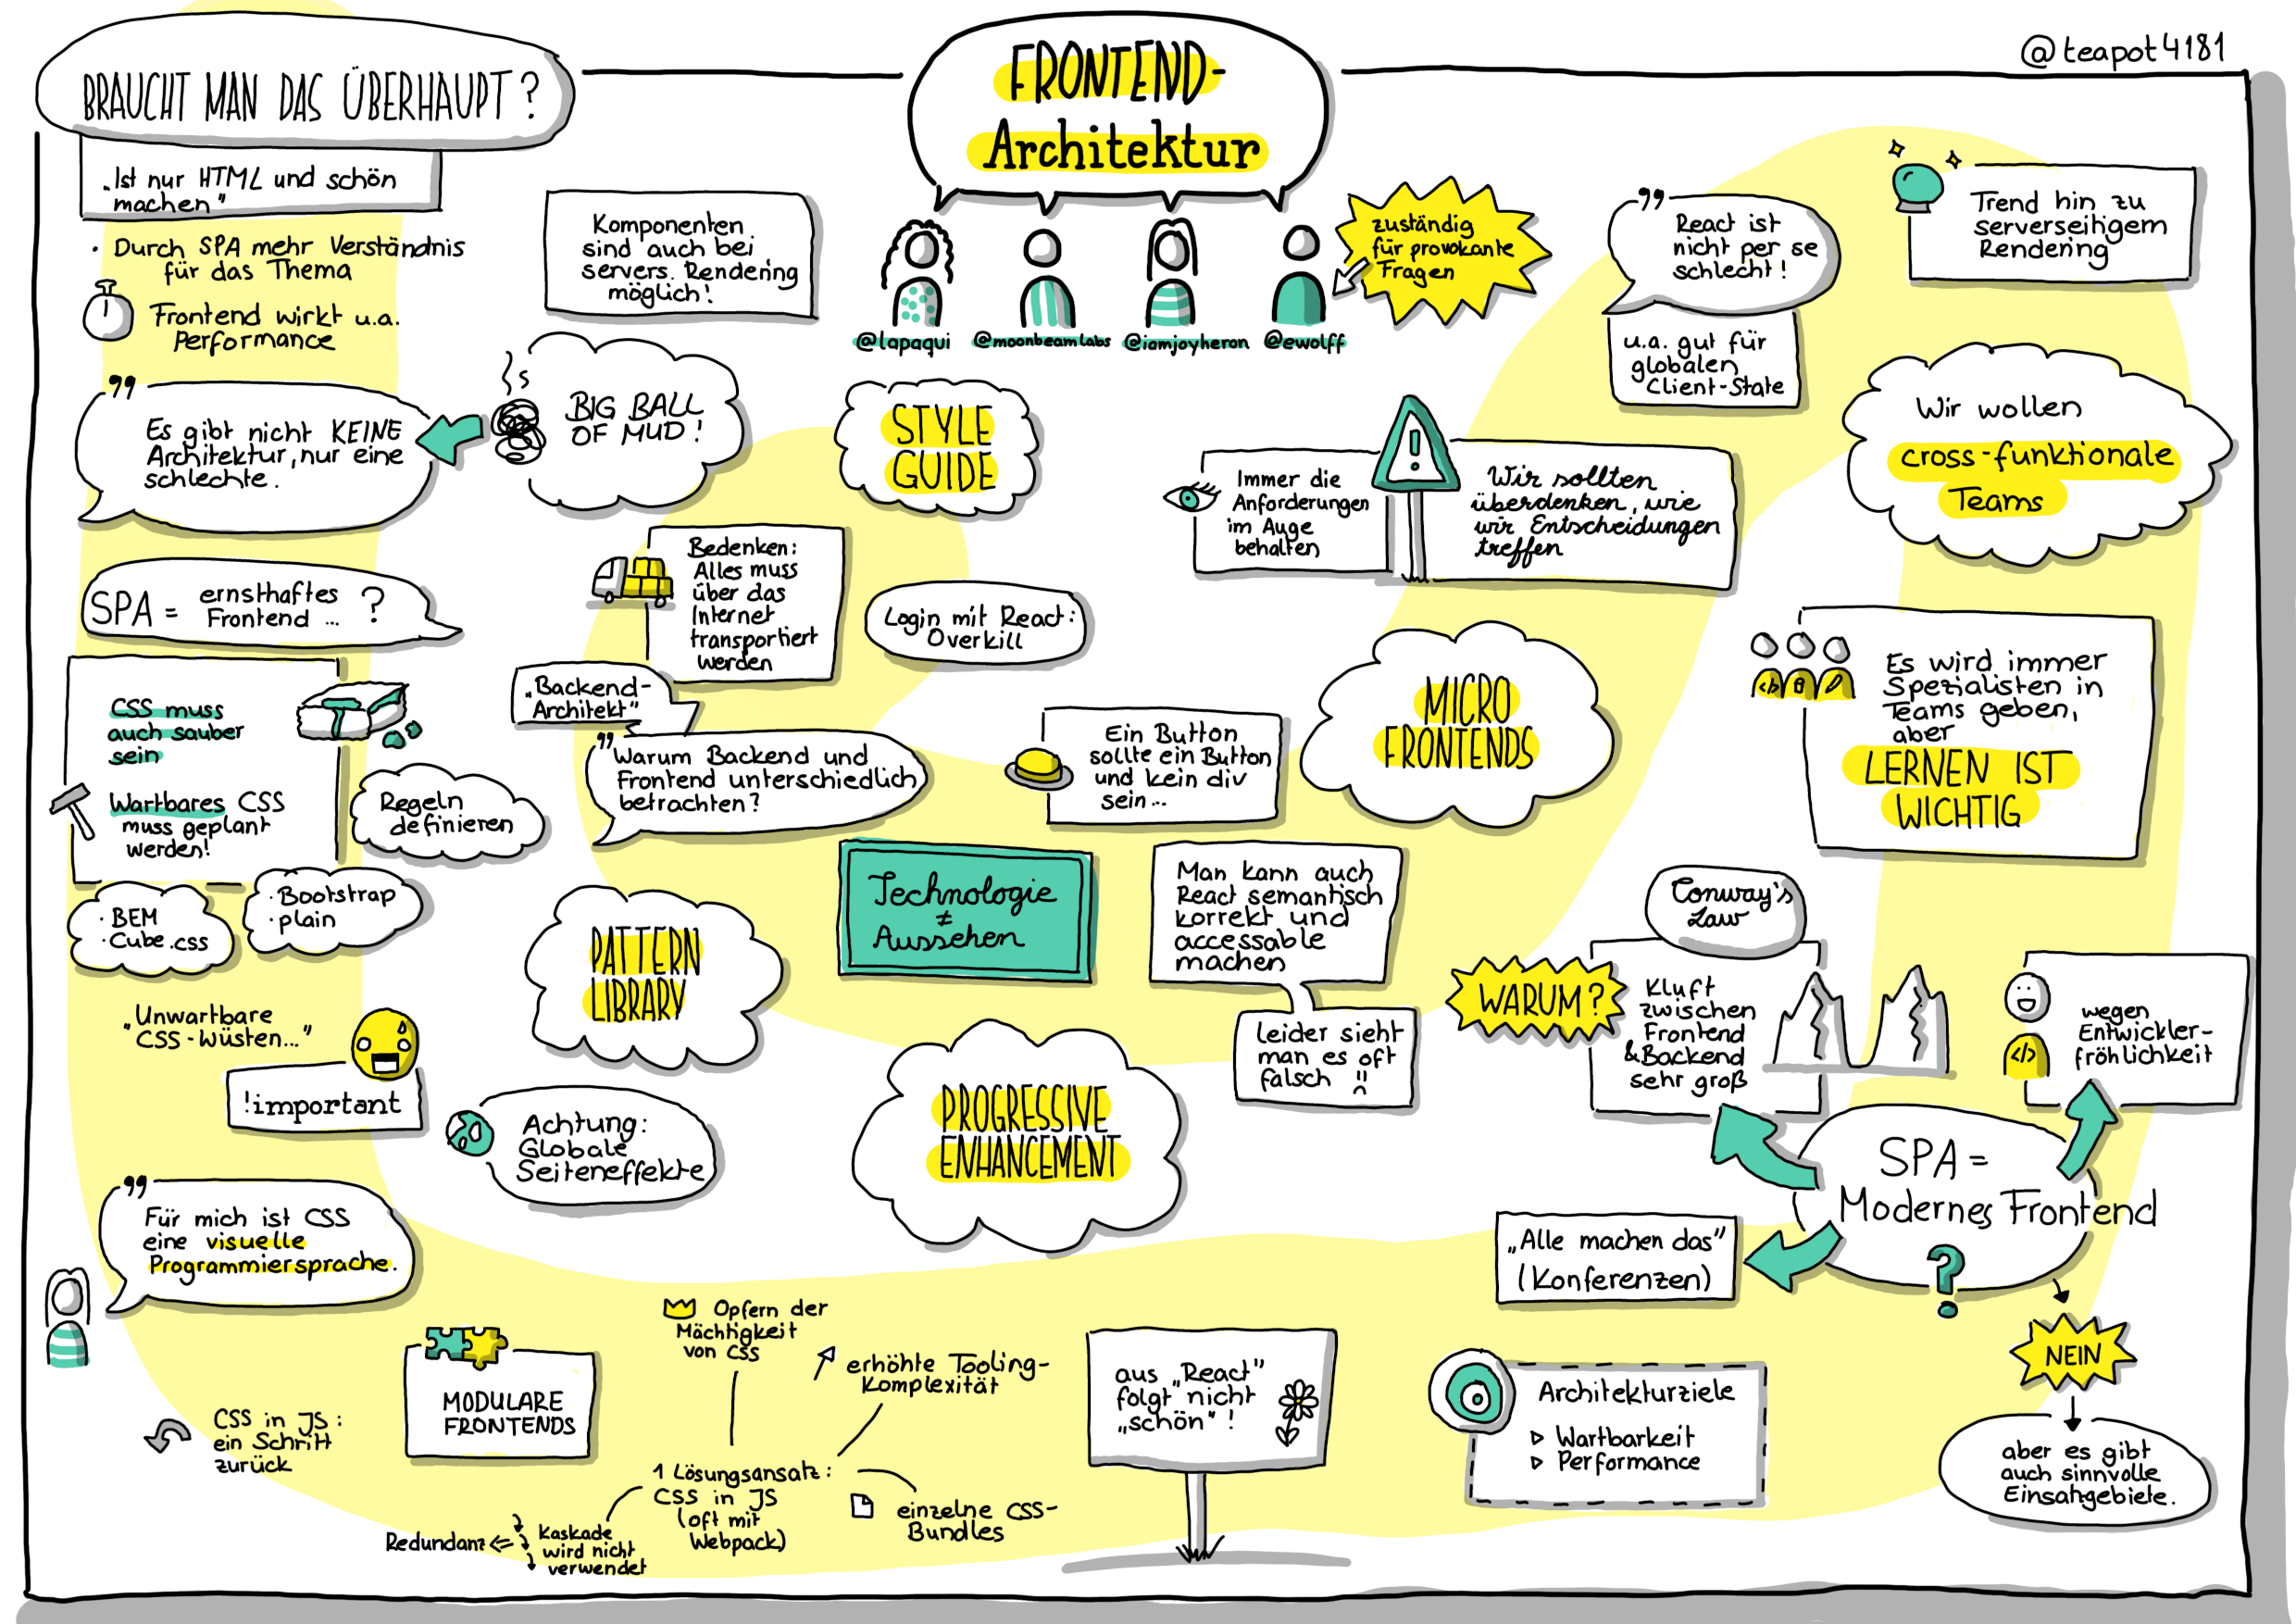 @teapot4181
FRONTEND-
Architektur
BRAUCHT MAN DAS ÜBERHAUPT?
„Ist nur HTML und schön
machen"
· Durch SPA mehr Verständnis
für das Thema
Frontend wirkt u.a.
Performance
Komponenten
sind auch bei
servers. Rendering
möglich!
@lapaqui
@moonbeamlabs
@iamjoyheron
@ewolff
zuständig
für provokante
Fragen
React ist
nicht per se
schlecht!
u.a. gut für
globalen
Client-State
Trend hin zu
serverseitigem
Rendering
Es gibt nicht KEINE
Architektur, nur eine
schlechte.
BIG BALL
OF MUD!
STYLE
GUIDE
Immer die
Anforderungen
im Auge
behalten
Wir sollten
überdenken, wie
wir Entscheidungen
treffen
Wir wollen
cross-funktionale
Teams
SPA = ernsthaftes
Frontend ... ?
Bedenken:
Alles muss
über das
Internet
transportiert
werden
Login mit React:
Overkill
CSS muss
auch sauber
sein
Wartbares CSS
muss geplant
werden!
Regeln
definieren
· BEM
· Cube.css
· Bootstrap
· plain
„Backend-
Architekt"
Warum Backend und
Frontend unterschiedlich
betrachten?
Ein Button
sollte ein Button
und kein div
sein...
MICRO
FRONTENDS
Es wird immer
Spezialisten in
Teams geben,
aber
LERNEN IST
WICHTIG
</>
PATTERN
LIBRARY
Technologie
≠
Aussehen
Man kann auch
React semantisch
korrekt und
accessable
machen
leider sieht
man es oft
falsch
Conway's
Law
WARUM?
Kluft
zwischen
Frontend
& Backend
sehr groß
wegen
Entwickler-
fröhlichkeit
</>
„Unwartbare
CSS-Wüsten..."
!important
Achtung:
Globale
Seiteneffekte
PROGRESSIVE
ENHANCEMENT
SPA =
Modernes Frontend
?
„Alle machen das"
(Konferenzen)
NEIN
aber es gibt
auch sinnvolle
Einsatzgebiete.
Für mich ist CSS
eine visuelle
Programmiersprache.
CSS in JS:
ein Schritt
zurück
MODULARE
FRONTENDS
Opfern der
Mächtigkeit
von CSS
erhöhte Tooling-
Komplexität
1 Lösungsansatz:
CSS in JS
(oft mit
Webpack)
einzelne CSS-
Bundles
Redundanz ⇐
Kaskade
wird nicht
verwendet
aus „React"
folgt nicht
„schön"!
Architekturziele
▷ Wartbarkeit
▷ Performance